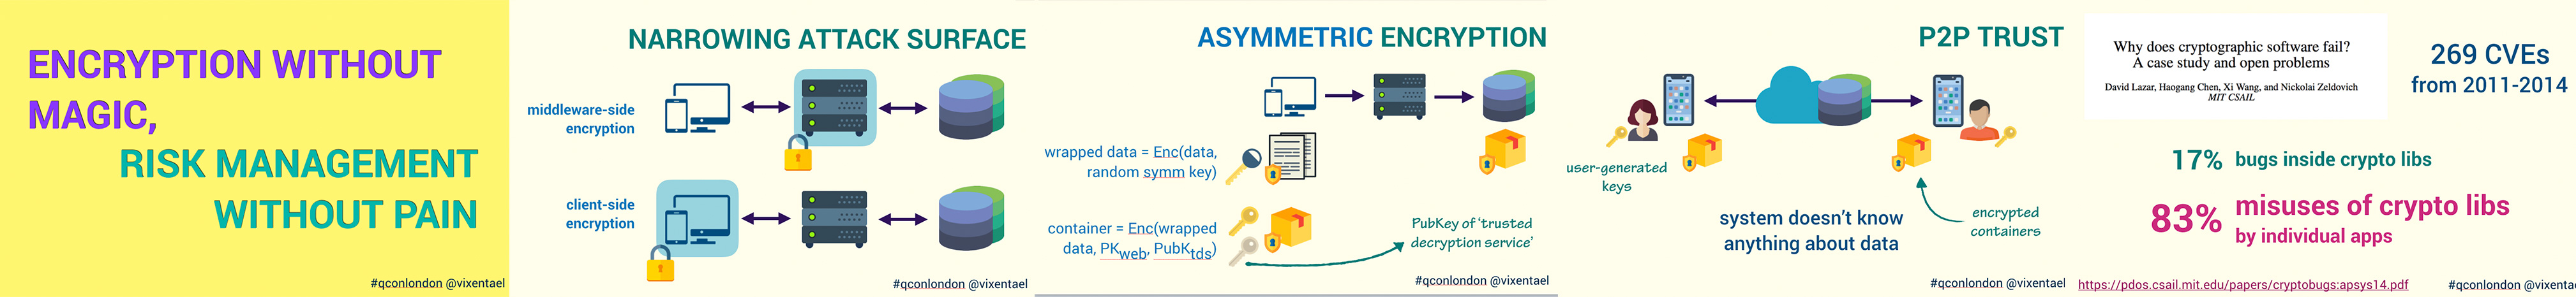 ENCRYPTION WITHOUT
MAGIC,
RISK MANAGEMENT
WITHOUT PAIN
#qconlondon @vixentael
NARROWING ATTACK SURFACE
middleware-side
encryption
client-side
encryption
#qconlondon @vixentael
ASYMMETRIC ENCRYPTION
wrapped data = Enc(data,
random symm key)
container = Enc(wrapped
data, PKweb, PubKtds)
PubKey of ‘trusted
decryption service’
#qconlondon @vixentael
P2P TRUST
user-generated
keys
system doesn’t know
anything about data
encrypted
containers
#qconlondon @vixentael
Why does cryptographic software fail?
A case study and open problems
David Lazar, Haogang Chen, Xi Wang, and Nickolai Zeldovich
MIT CSAIL
269 CVEs
from 2011-2014
17% bugs inside crypto libs
83% misuses of crypto libs
by individual apps
https://pdos.csail.mit.edu/papers/cryptobugs:apsys14.pdf
#qconlondon @vixenta